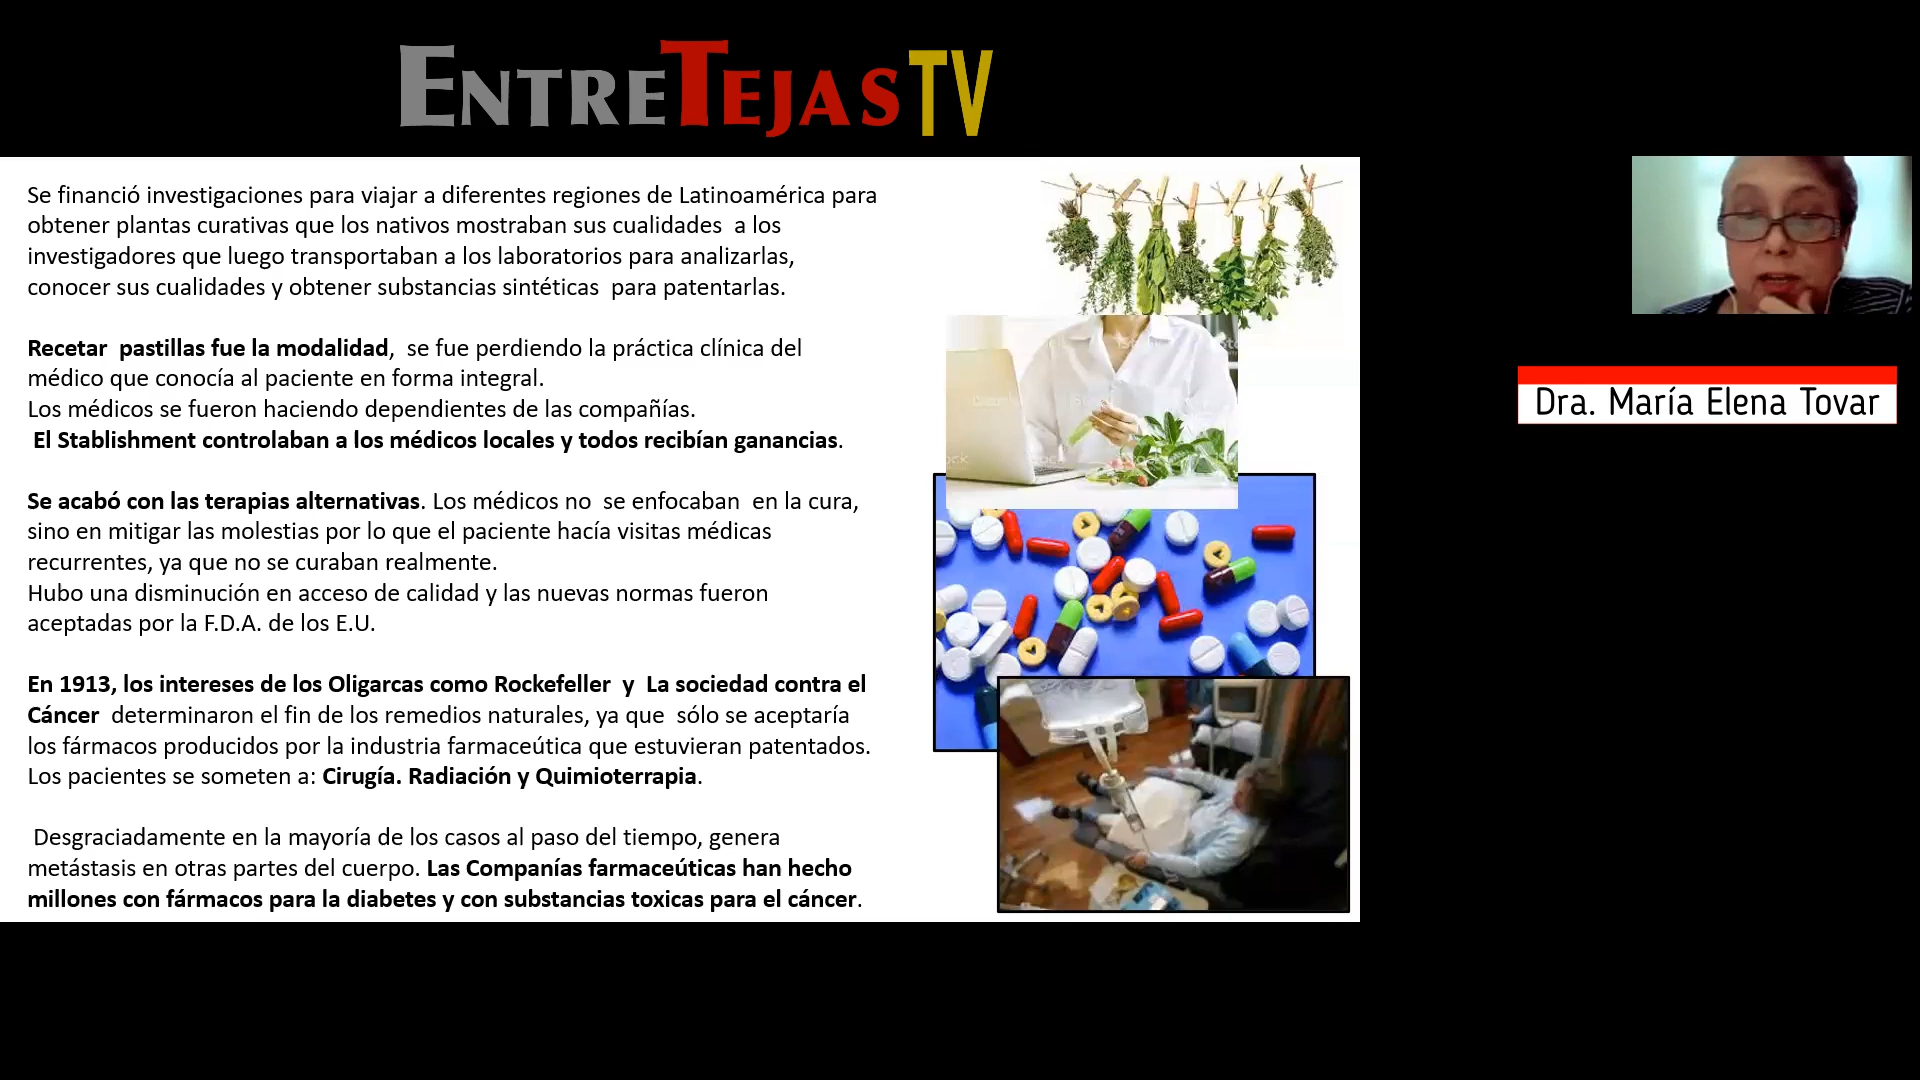 ENTRETEJASTV
Se financió investigaciones para viajar a diferentes regiones de Latinoamérica para
obtener plantas curativas que los nativos mostraban sus cualidades a los
investigadores que luego transportaban a los laboratorios para analizarlas,
conocer sus cualidades y obtener substancias sintéticas para patentarlas.
Recetar pastillas fue la modalidad, se fue perdiendo la práctica clínica del
médico que conocía al paciente en forma integral.
Los médicos se fueron haciendo dependientes de las compañías.
El Stablishment controlaban a los médicos locales y todos recibían ganancias.
Se acabó con las terapias alternativas. Los médicos no se enfocaban en la cura,
sino en mitigar las molestias por lo que el paciente hacía visitas médicas
recurrentes, ya que no se curaban realmente.
Hubo una disminución en acceso de calidad y las nuevas normas fueron
aceptadas por la F.D.A. de los E.U.
En 1913, los intereses de los Oligarcas como Rockefeller y La sociedad contra el
Cáncer determinaron el fin de los remedios naturales, ya que sólo se aceptaría
los fármacos producidos por la industria farmaceútica que estuvieran patentados.
Los pacientes se someten a: Cirugía. Radiación y Quimioterrapia.
Desgraciadamente en la mayoría de los casos al paso del tiempo, genera
metástasis en otras partes del cuerpo. Las Companías farmaceúticas han hecho
millones con fármacos para la diabetes y con substancias toxicas para el cáncer.
Dra. María Elena Tovar